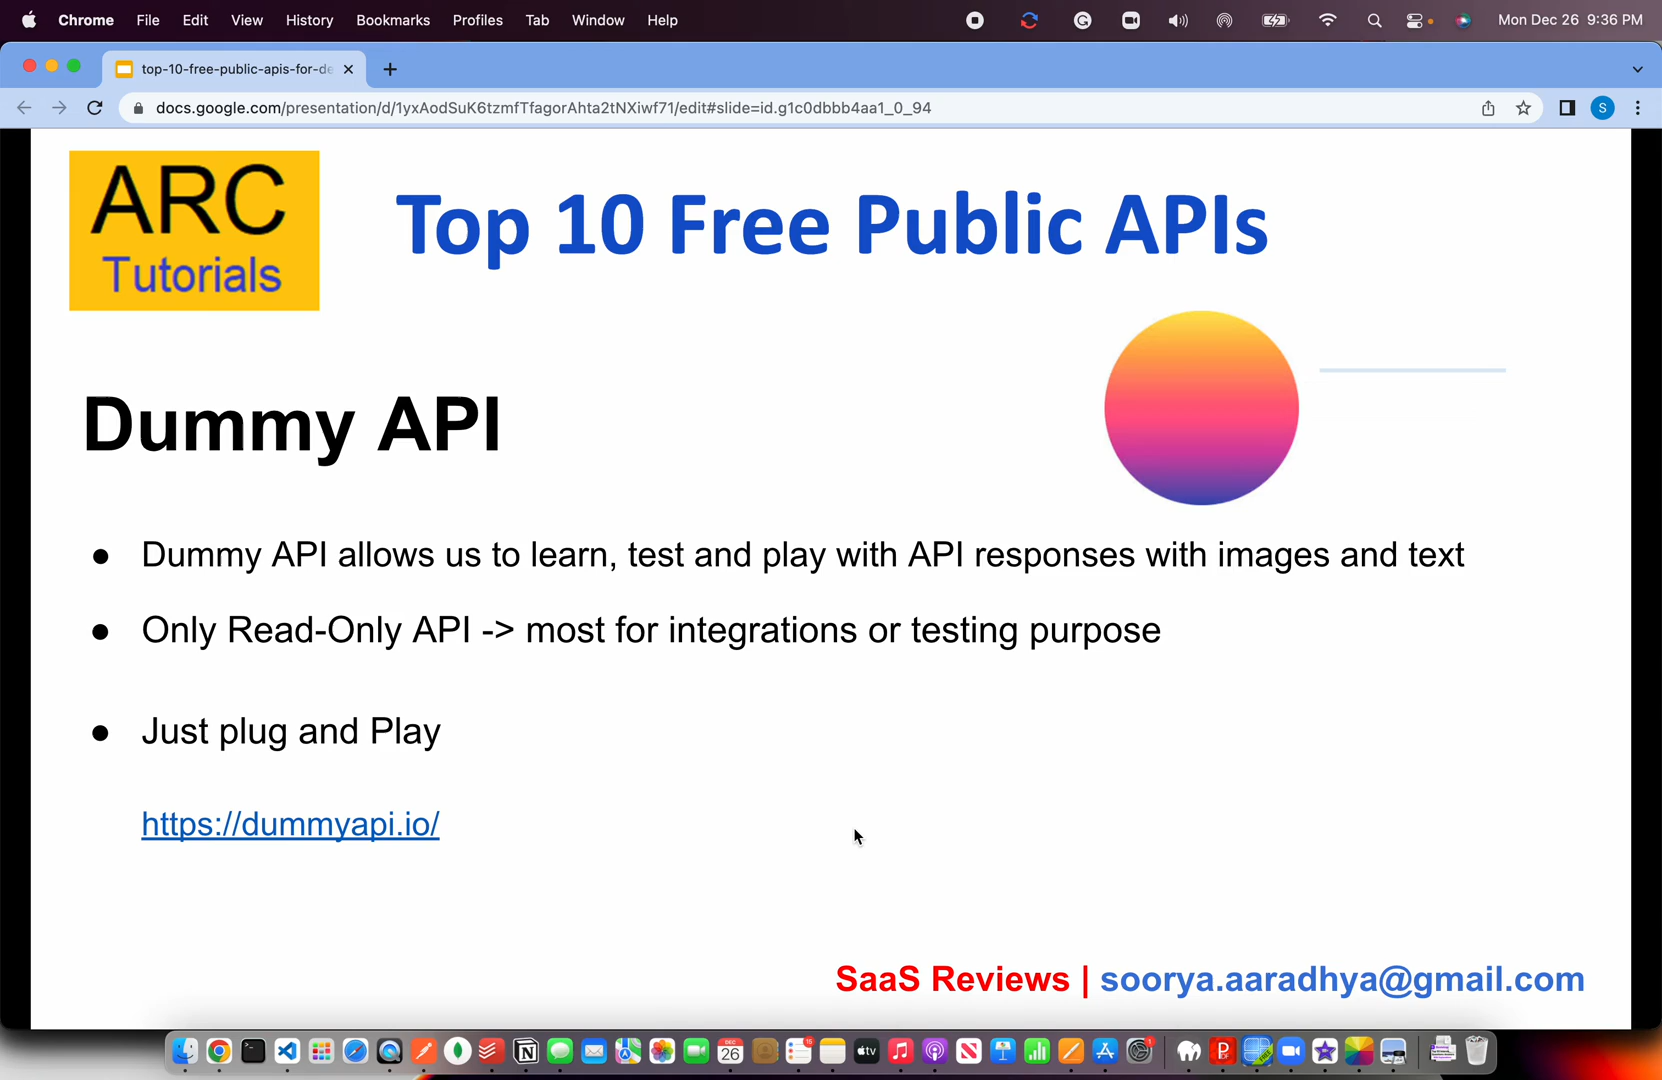 Chrome File Edit View History Bookmarks Profiles Tab Window Help Mon Dec 26 9:36 PM
top-10-free-public-apis-for-de
docs.google.com/presentation/d/1yxAodSuK6tzmfTfagorAhta2tNXiwf71/edit#slide=id.g1c0dbbb4aa1_0_94 S
ARC
Tutorials
Top 10 Free Public APIs
Dummy API
● Dummy API allows us to learn, test and play with API responses with images and text
● Only Read-Only API -> most for integrations or testing purpose
● Just plug and Play
https://dummyapi.io/
SaaS Reviews | soorya.aaradhya@gmail.com
DEC
26
tv